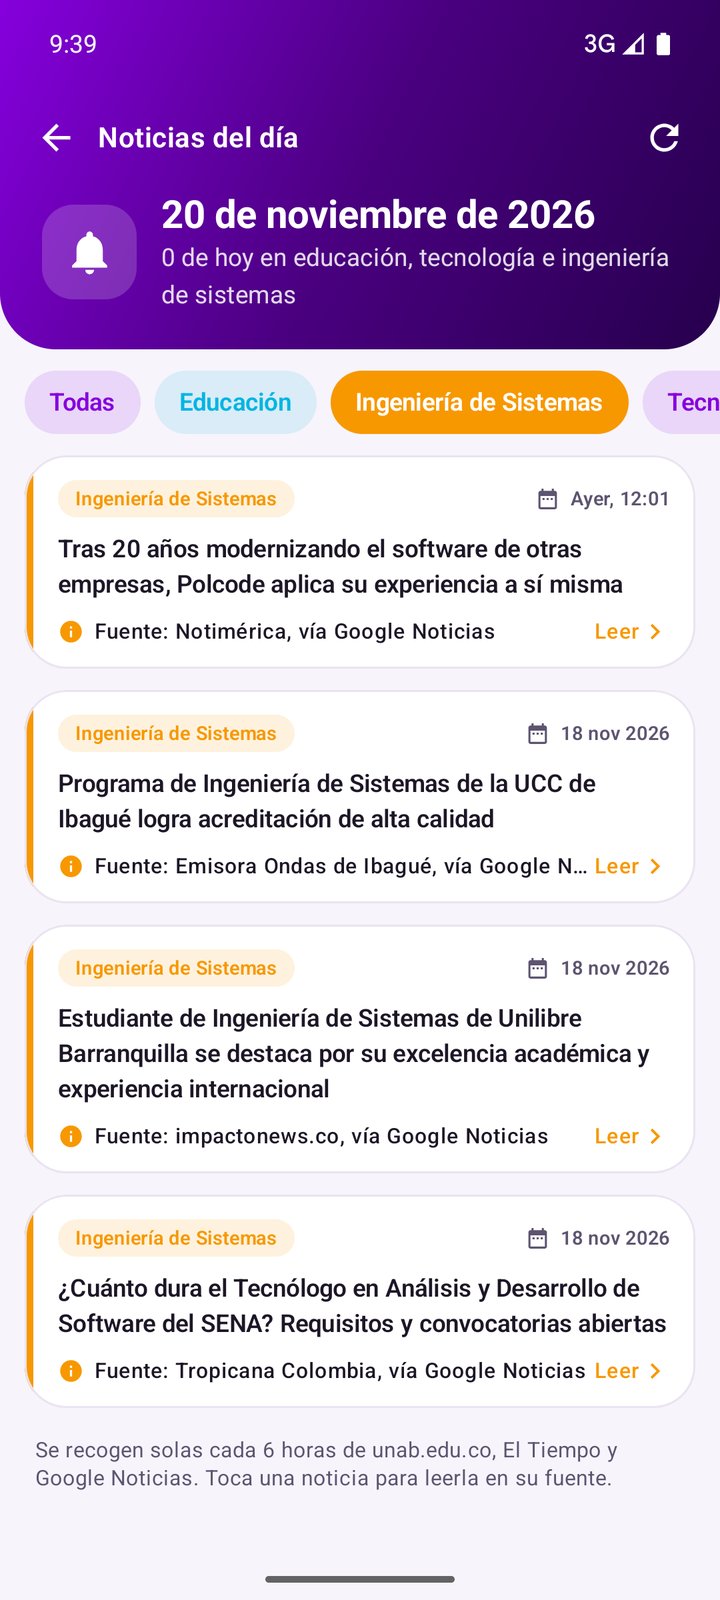 9:39
3G
Noticias del día
20 de noviembre de 2026
0 de hoy en educación, tecnología e ingeniería
de sistemas
Todas
Educación
Ingeniería de Sistemas
Tecn
Ingeniería de Sistemas
Ayer, 12:01
Tras 20 años modernizando el software de otras
empresas, Polcode aplica su experiencia a sí misma
Fuente: Notimérica, vía Google Noticias
Leer
Ingeniería de Sistemas
18 nov 2026
Programa de Ingeniería de Sistemas de la UCC de
Ibagué logra acreditación de alta calidad
Fuente: Emisora Ondas de Ibagué, vía Google N...
Leer
Ingeniería de Sistemas
18 nov 2026
Estudiante de Ingeniería de Sistemas de Unilibre
Barranquilla se destaca por su excelencia académica y
experiencia internacional
Fuente: impactonews.co, vía Google Noticias
Leer
Ingeniería de Sistemas
18 nov 2026
¿Cuánto dura el Tecnólogo en Análisis y Desarrollo de
Software del SENA? Requisitos y convocatorias abiertas
Fuente: Tropicana Colombia, vía Google Noticias
Leer
Se recogen solas cada 6 horas de unab.edu.co, El Tiempo y
Google Noticias. Toca una noticia para leerla en su fuente.